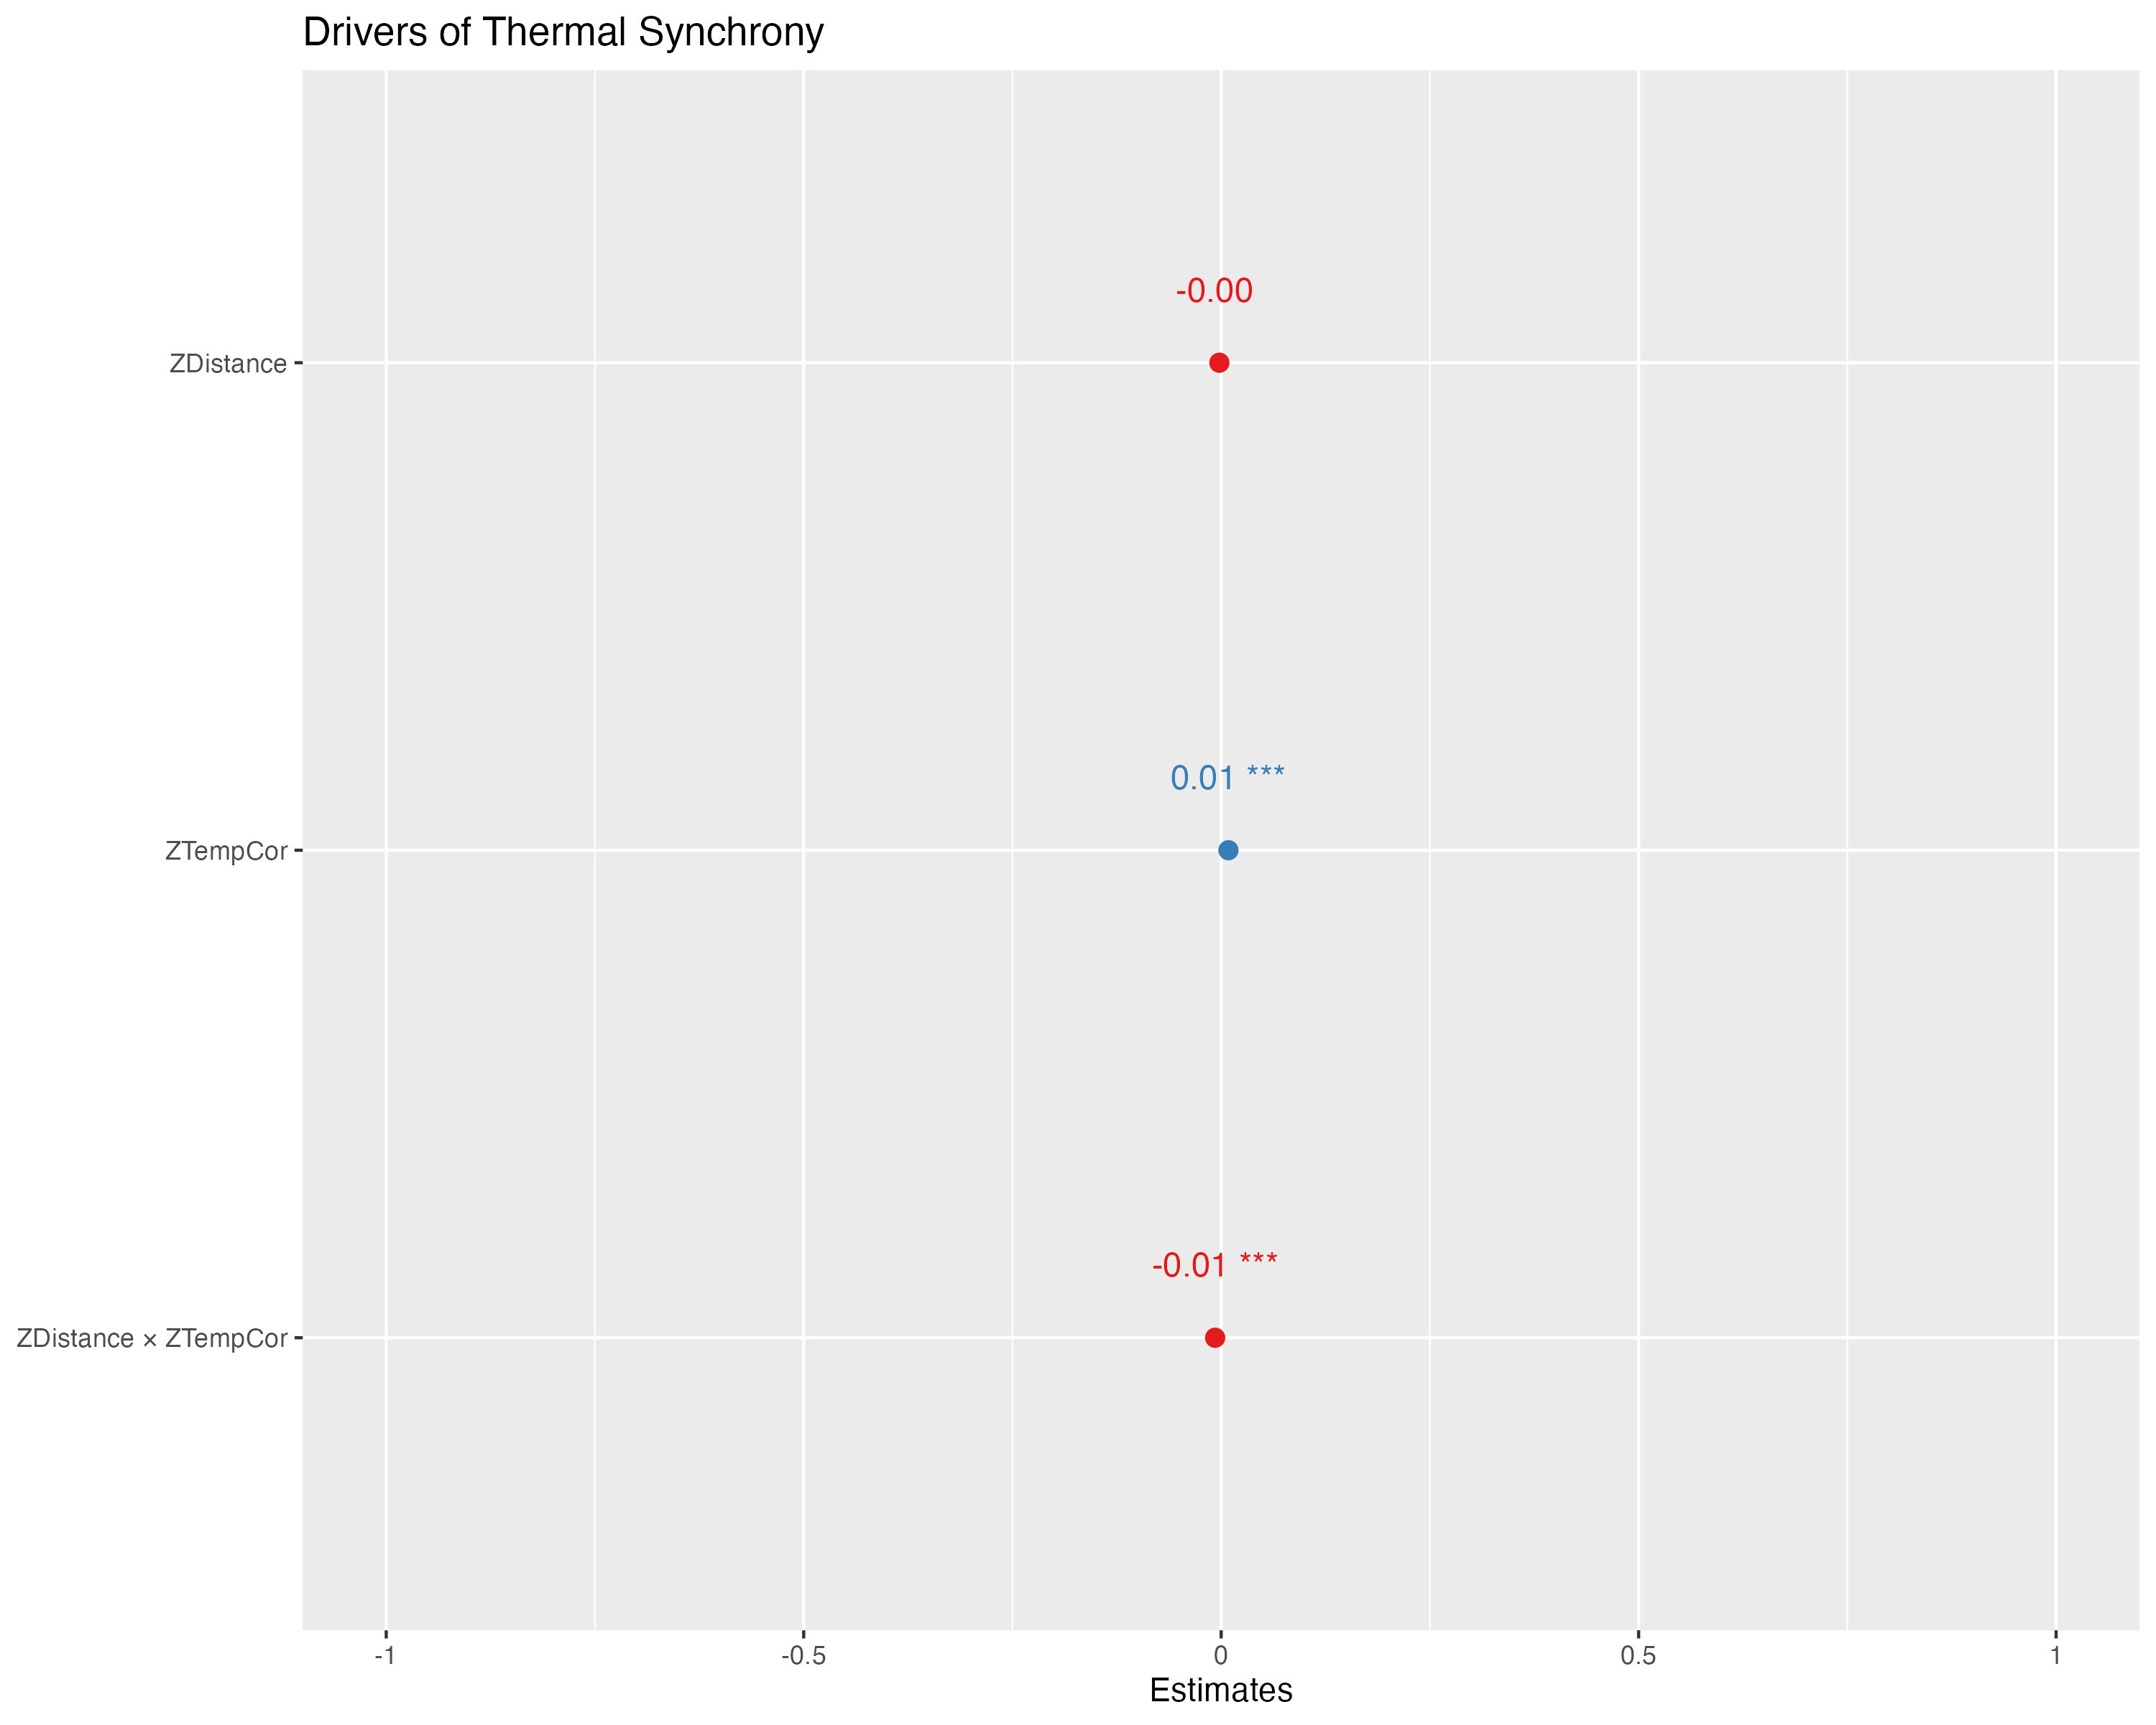 Drivers of Thermal Synchrony
-0.00
ZDistance
0.01 ***
ZTempCor
-0.01 ***
ZDistance × ZTempCor
-1 -0.5 0 0.5 1
Estimates